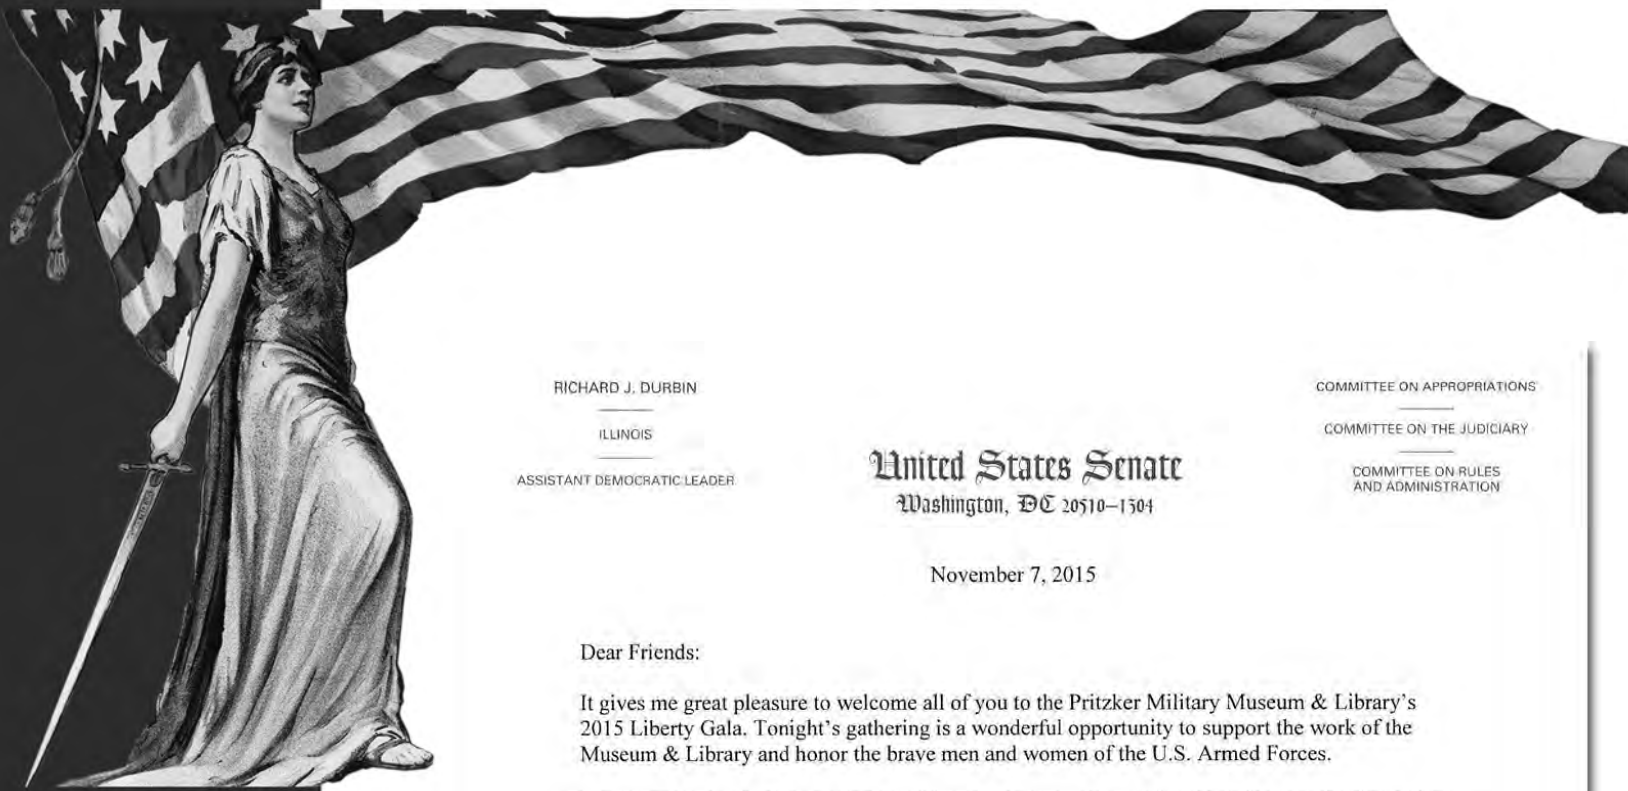 RICHARD J. DURBIN
ILLINOIS
ASSISTANT DEMOCRATIC LEADER
COMMITTEE ON APPROPRIATIONS
COMMITTEE ON THE JUDICIARY
COMMITTEE ON RULES
AND ADMINISTRATION
United States Senate
Washington, DC 20510–1304
November 7, 2015
Dear Friends:
It gives me great pleasure to welcome all of you to the Pritzker Military Museum & Library's
2015 Liberty Gala. Tonight's gathering is a wonderful opportunity to support the work of the
Museum & Library and honor the brave men and women of the U.S. Armed Forces.